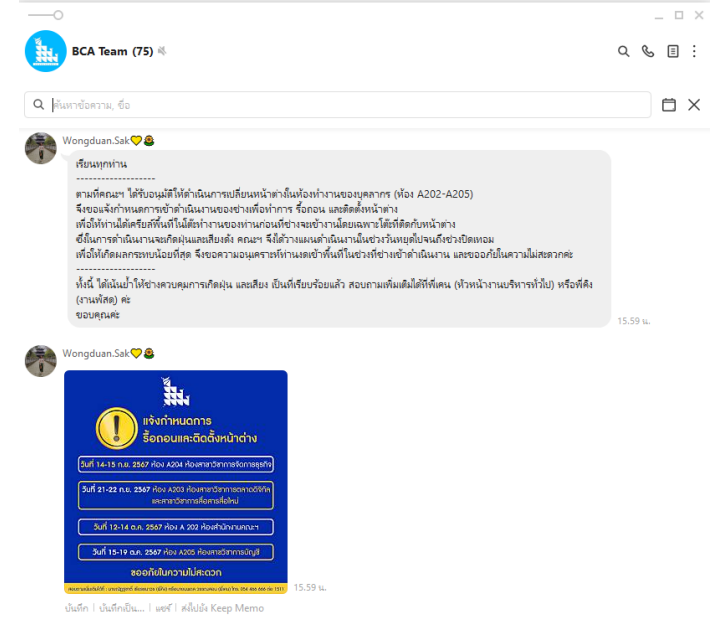 BCA Team (75)
ค้นหาข้อความ, ชื่อ
Wongduan.Sak
เรียนทุกท่าน
-------------------
ตามที่คณะฯ ได้รับอนุมัติให้ดำเนินการเปลี่ยนหน้าต่างในห้องทำงานของบุคลากร (ห้อง A202-A205)
จึงขอแจ้งกำหนดการเข้าดำเนินงานของช่างเพื่อทำการ รื้อถอน และติดตั้งหน้าต่าง
เพื่อให้ท่านได้เครียล์พื้นที่ในโต๊ะทำงานของท่านก่อนที่ช่างจะเข้างานโดยเฉพาะโต๊ะที่ติดกับหน้าต่าง
ซึ่งในการดำเนินงานจะเกิดฝุ่นและเสียงดัง คณะฯ จึงได้วางแผนดำเนินงานในช่วงวันหยุดไปจนถึงช่วงปิดเทอม
เพื่อให้เกิดผลกระทบน้อยที่สุด จึงขอความอนุเคราะห์ท่านงดเข้าพื้นที่ในช่วงที่ช่างเข้าดำเนินงาน และขออภัยในความไม่สะดวกค่ะ
-------------------
ทั้งนี้ ได้เน้นย้ำให้ช่างควบคุมการเกิดฝุ่น และเสียง เป็นที่เรียบร้อยแล้ว สอบถามเพิ่มเติมได้ที่พี่เคน (หัวหน้างานบริหารทั่วไป) หรือพี่คิง
(งานพัสดุ) ค่ะ
ขอบคุณค่ะ
15.59 น.
Wongduan.Sak
แจ้งกำหนดการ
รื้อถอนและติดตั้งหน้าต่าง
วันที่ 14-15 ก.ย. 2567 ห้อง A204 ห้องสาขาวิชาการจัดการธุรกิจ
วันที่ 21-22 ก.ย. 2567 ห้อง A203 ห้องสาขาวิชาการตลาดดิจิทัล
และสาขาวิชาการสื่อสารสื่อใหม่
วันที่ 12-14 ต.ค. 2567 ห้อง A 202 ห้องสำนักงานคณะฯ
วันที่ 15-19 ต.ค. 2567 ห้อง A205 ห้องสาขาวิชาการบัญชี
ขออภัยในความไม่สะดวก
15.59 น.
บันทึก | บันทึกเป็น... | แชร์ | ส่งไปยัง Keep Memo